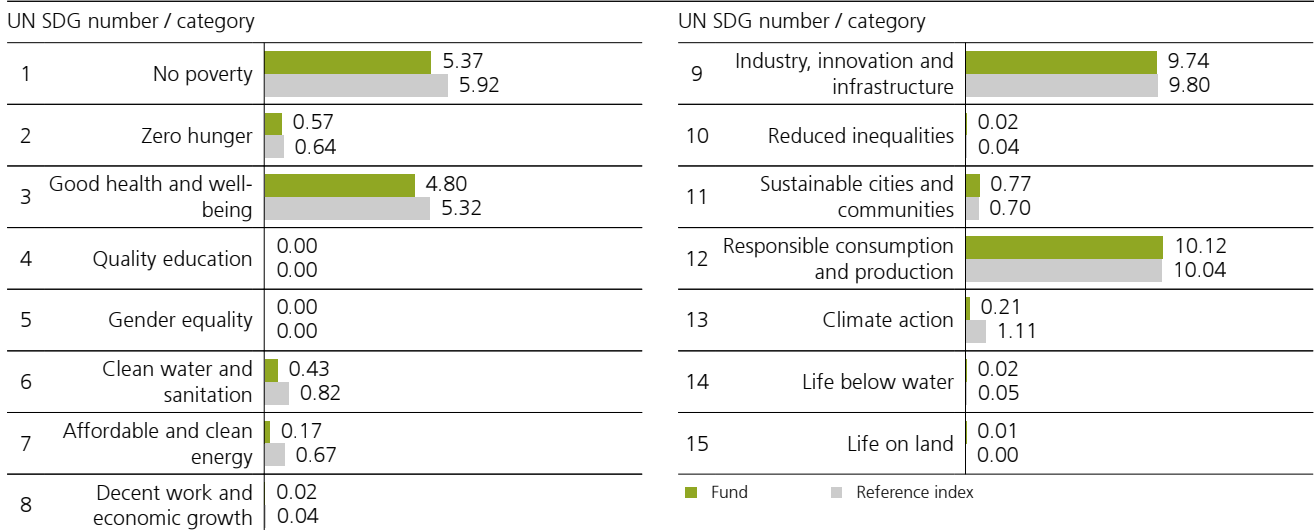 UN SDG number / category
1
No poverty
5.37
5.92
2
Zero hunger
0.57
0.64
3
Good health and well-
being
4.80
5.32
4
Quality education
0.00
0.00
5
Gender equality
0.00
0.00
6
Clean water and
sanitation
0.43
0.82
7
Affordable and clean
energy
0.17
0.67
8
Decent work and
economic growth
0.02
0.04
UN SDG number / category
9
Industry, innovation and
infrastructure
9.74
9.80
10
Reduced inequalities
0.02
0.04
11
Sustainable cities and
communities
0.77
0.70
12
Responsible consumption
and production
10.12
10.04
13
Climate action
0.21
1.11
14
Life below water
0.02
0.05
15
Life on land
0.01
0.00
Fund
Reference index